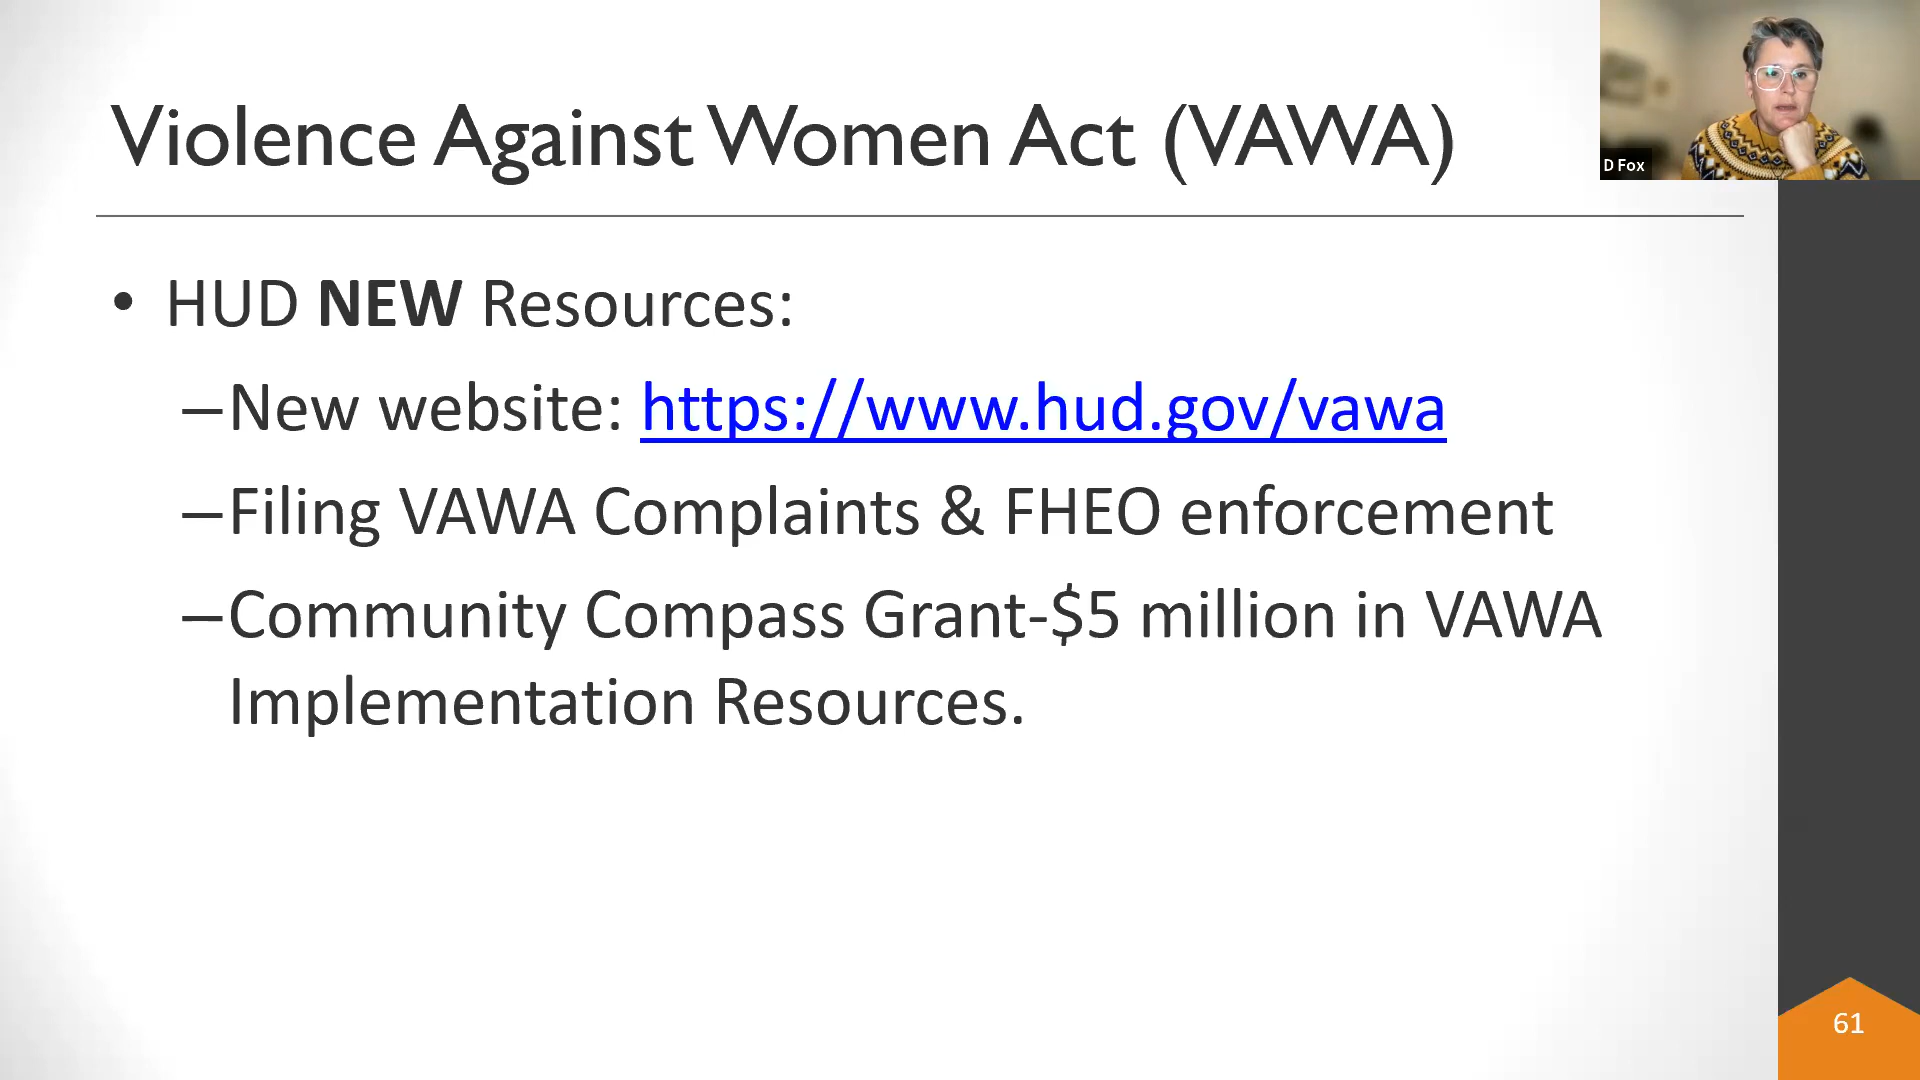 Violence Against Women Act (VAWA)
D Fox
• HUD NEW Resources:
–New website: https://www.hud.gov/vawa
–Filing VAWA Complaints & FHEO enforcement
–Community Compass Grant-$5 million in VAWA
Implementation Resources.
61